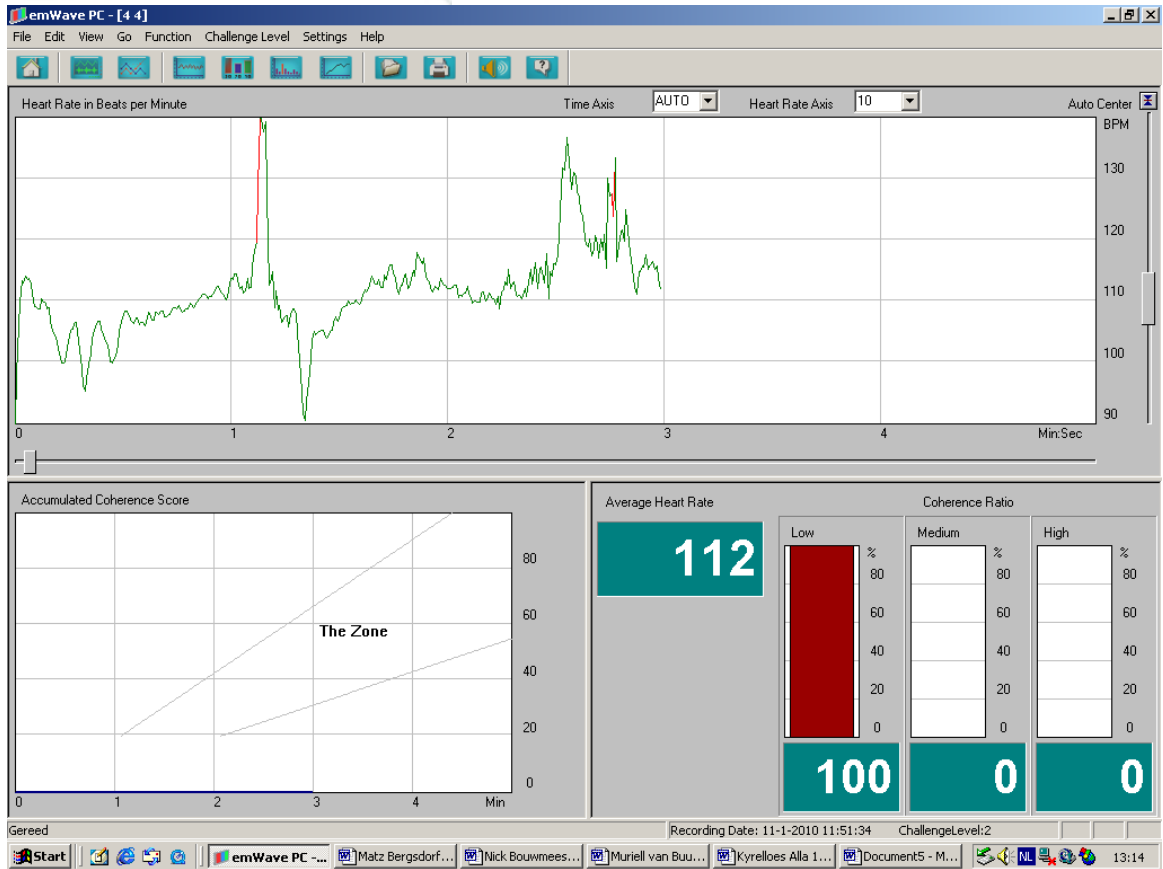 emWave PC - [4 4]
File Edit View Go Function Challenge Level Settings Help
Heart Rate in Beats per Minute Time Axis AUTO Heart Rate Axis 10 Auto Center
BPM
130
120
110
100
90
0 1 2 3 4 Min:Sec
Accumulated Coherence Score
80
60
The Zone
40
20
0
0 1 2 3 4 Min
Average Heart Rate Coherence Ratio
112
Low Medium High
% % %
80 80 80
60 60 60
40 40 40
20 20 20
0 0 0
100 0 0
Gereed Recording Date: 11-1-2010 11:51:34 ChallengeLevel:2
Start emWave PC -... Matz Bergsdorf... Nick Bouwmees... Muriell van Buu... Kyrelloes Alla 1... Document5 - M... NL 13:14